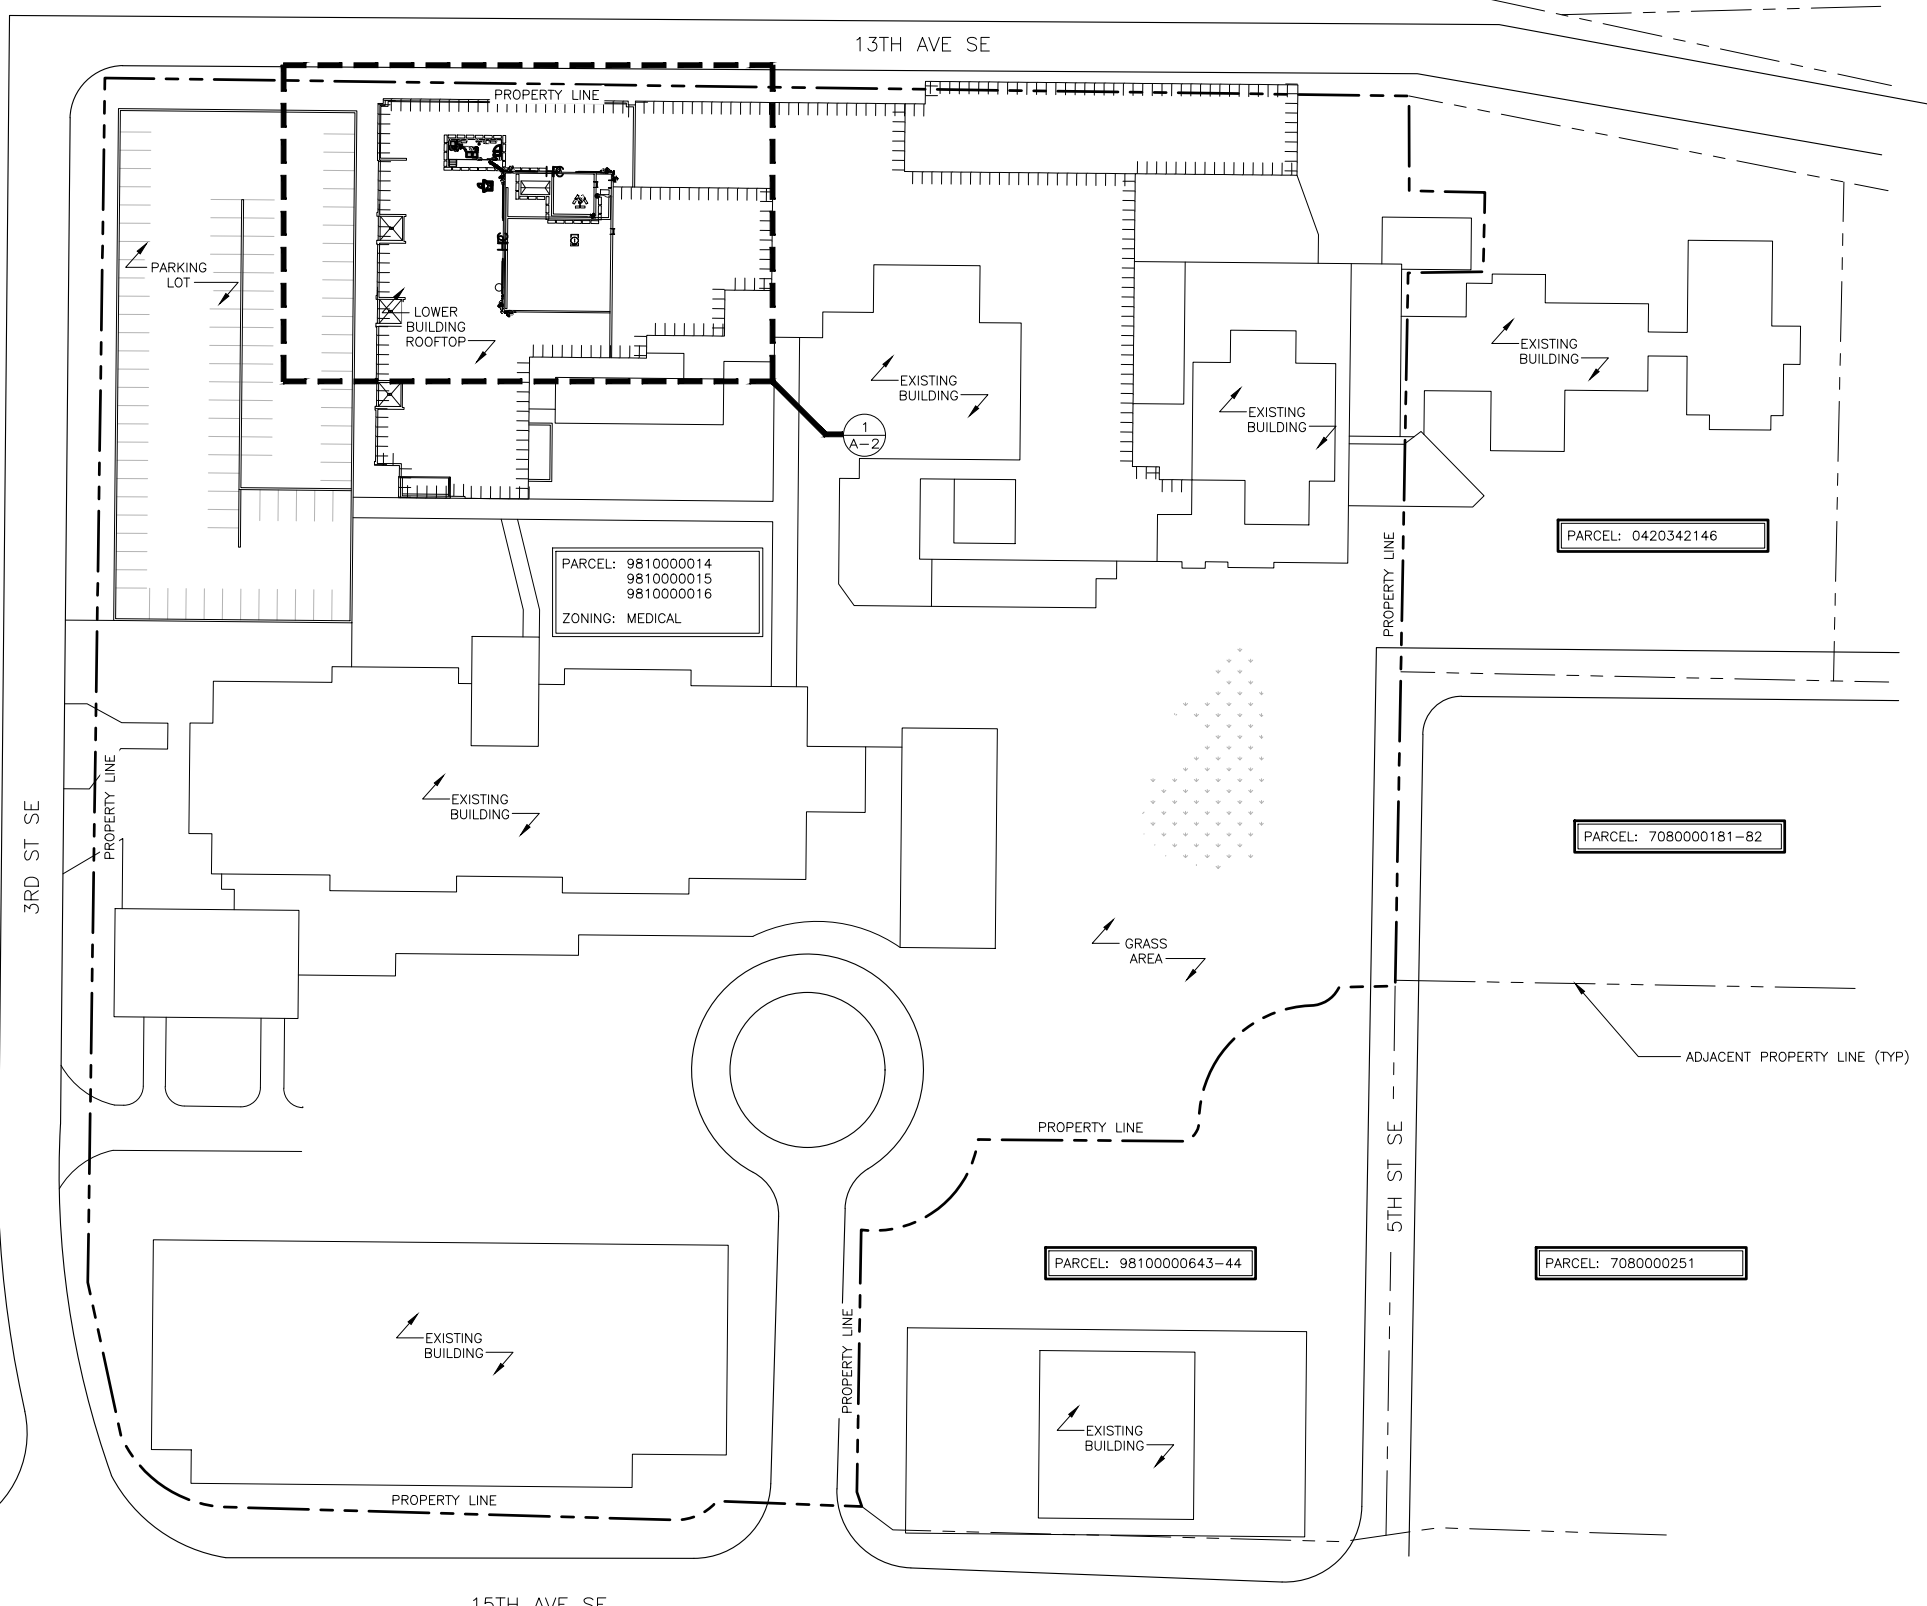 13TH AVE SE
PROPERTY LINE
PARKING
LOT
LOWER
BUILDING
ROOFTOP
EXISTING
BUILDING
EXISTING
BUILDING
EXISTING
BUILDING
1
A-2
PARCEL: 0420342146
PROPERTY LINE
PARCEL: 9810000014
9810000015
9810000016
ZONING: MEDICAL
PROPERTY LINE
3RD ST SE
EXISTING
BUILDING
PARCEL: 7080000181-82
GRASS
AREA
ADJACENT PROPERTY LINE (TYP)
PROPERTY LINE
5TH ST SE
PARCEL: 98100000643-44
PARCEL: 7080000251
EXISTING
BUILDING
PROPERTY LINE
EXISTING
BUILDING
PROPERTY LINE
15TH AVE SE